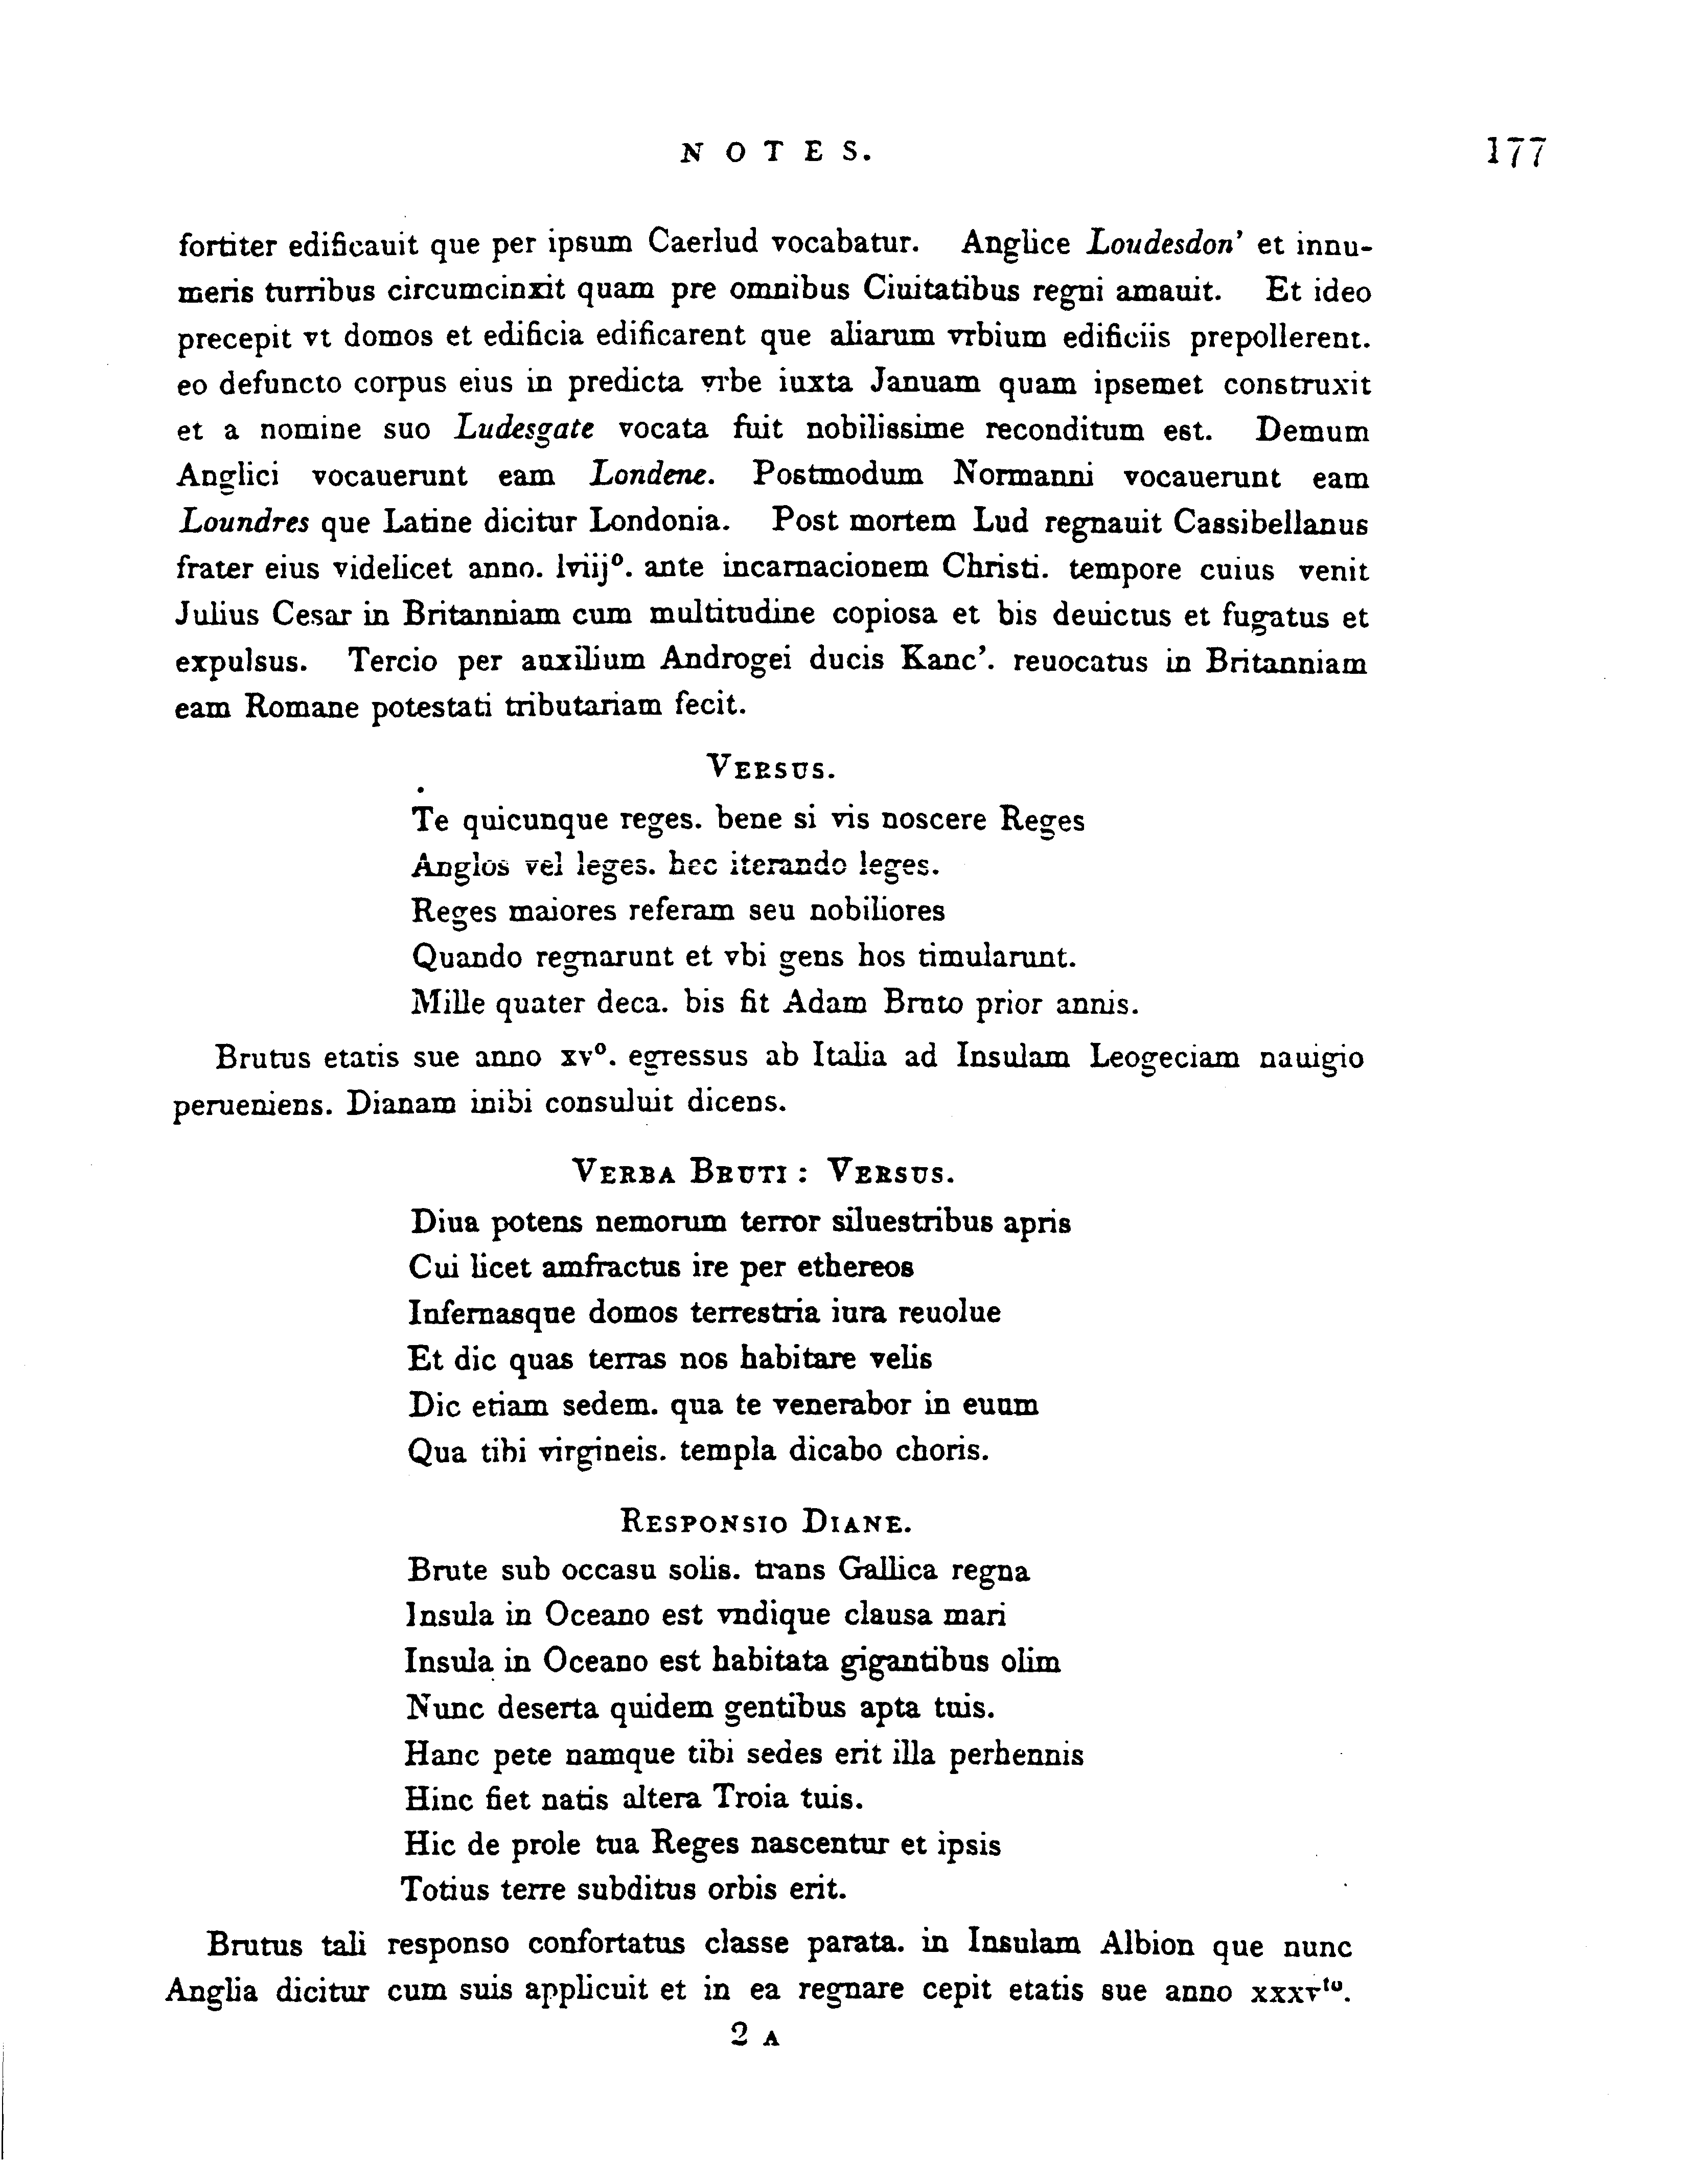 NOTES. 177
fortiter edificauit que per ipsum Caerlud vocabatur. Anglice Loudesdon' et innu-
meris turribus circumcinxit quam pre omnibus Ciuitatibus regni amauit. Et ideo
precepit vt domos et edificia edificarent que aliarum vrbium edificiis prepollerent.
eo defuncto corpus eius in predicta vrbe iuxta Januam quam ipsemet construxit
et a nomine suo Ludesgate vocata fuit nobilissime reconditum est. Demum
Anglici vocauerunt eam Londene. Postmodum Normanni vocauerunt eam
Loundres que Latine dicitur Londonia. Post mortem Lud regnauit Cassibellanus
frater eius videlicet anno. lviijº. ante incarnacionem Christi. tempore cuius venit
Julius Cesar in Britanniam cum multitudine copiosa et bis deuictus et fugatus et
expulsus. Tercio per auxilium Androgei ducis Kanc'. reuocatus in Britanniam
eam Romane potestati tributariam fecit.
VERSUS.
Te quicunque reges. bene si vis noscere Reges
Anglos vel leges. hec iterando leges.
Reges maiores referam seu nobiliores
Quando regnarunt et vbi gens hos timularunt.
Mille quater deca. bis fit Adam Bruto prior annis.
Brutus etatis sue anno xvº. egressus ab Italia ad Insulam Leogeciam nauigio
perueniens. Dianam inibi consuluit dicens.
VERBA BRUTI : VERSUS.
Diua potens nemorum terror siluestribus apris
Cui licet amfractus ire per ethereos
Infernasque domos terrestria iura reuolue
Et dic quas terras nos habitare velis
Dic etiam sedem. qua te venerabor in euum
Qua tibi virgineis. templa dicabo choris.
RESPONSIO DIANE.
Brute sub occasu solis. trans Gallica regna
Insula in Oceano est vndique clausa mari
Insula in Oceano est habitata gigantibus olim
Nunc deserta quidem gentibus apta tuis.
Hanc pete namque tibi sedes erit illa perhennis
Hinc fiet natis altera Troia tuis.
Hic de prole tua Reges nascentur et ipsis
Totius terre subditus orbis erit.
Brutus tali responso confortatus classe parata. in Insulam Albion que nunc
Anglia dicitur cum suis applicuit et in ea regnare cepit etatis sue anno xxxvto.
2 A